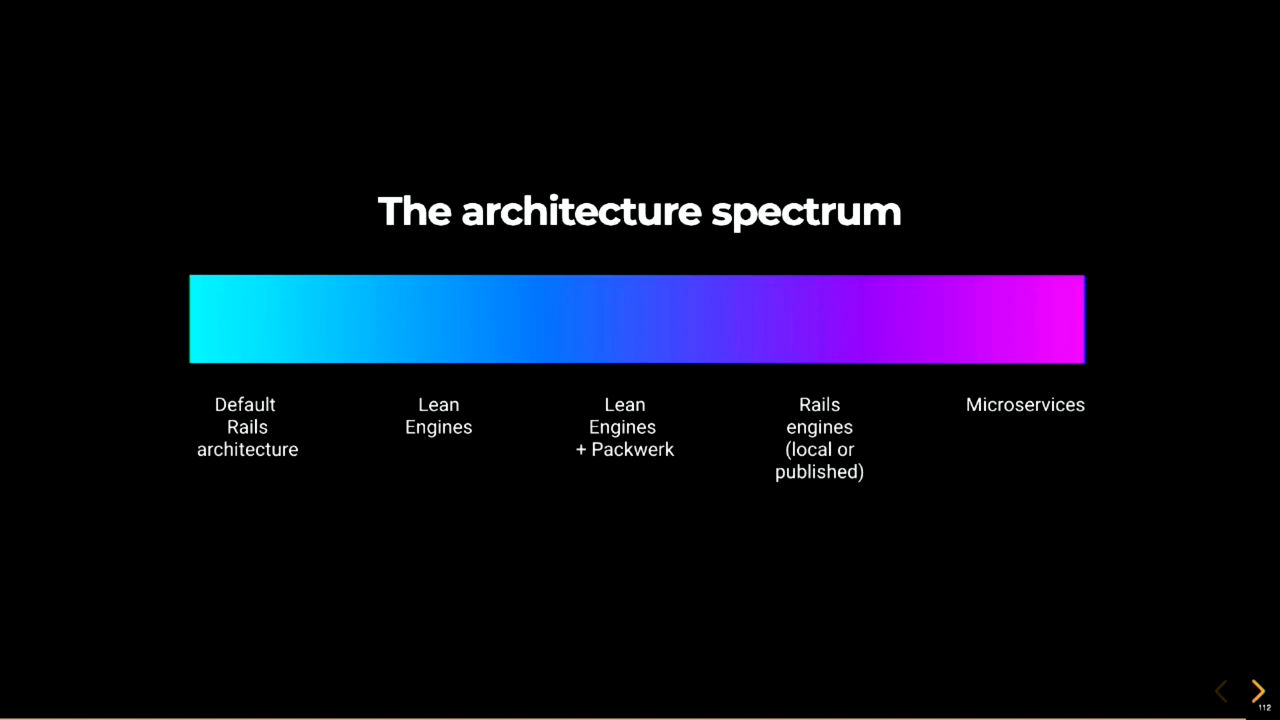 The architecture spectrum
Default
Rails
architecture
Lean
Engines
Lean
Engines
+ Packwerk
Rails
engines
(local or
published)
Microservices
112